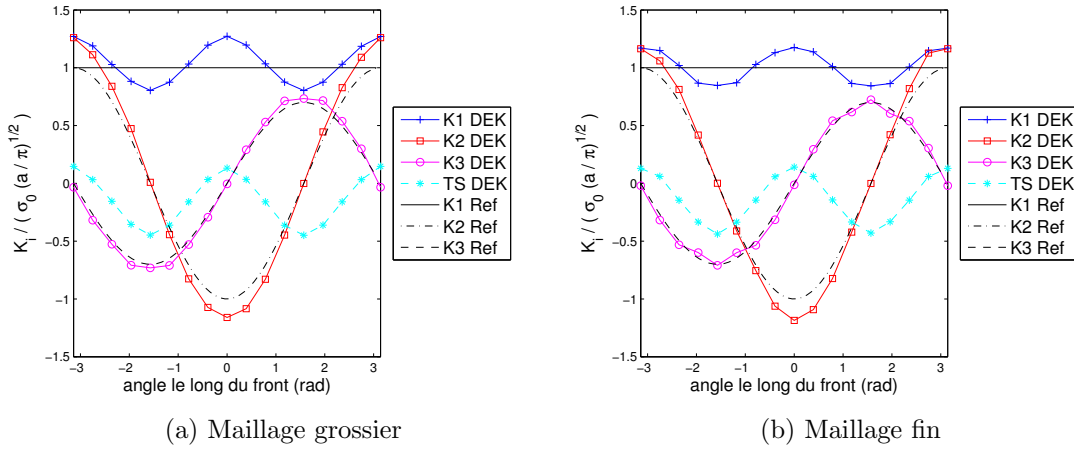 1.5
1
0.5
0
−0.5
−1
−1.5
K_i / ( σ_0 (a / π)^{1/2} )
−3 −2 −1 0 1 2 3
angle le long du front (rad)
K1 DEK
K2 DEK
K3 DEK
TS DEK
K1 Ref
K2 Ref
K3 Ref
(a) Maillage grossier
1.5
1
0.5
0
−0.5
−1
−1.5
K_i / ( σ_0 (a / π)^{1/2} )
−3 −2 −1 0 1 2 3
angle le long du front (rad)
K1 DEK
K2 DEK
K3 DEK
TS DEK
K1 Ref
K2 Ref
K3 Ref
(b) Maillage fin